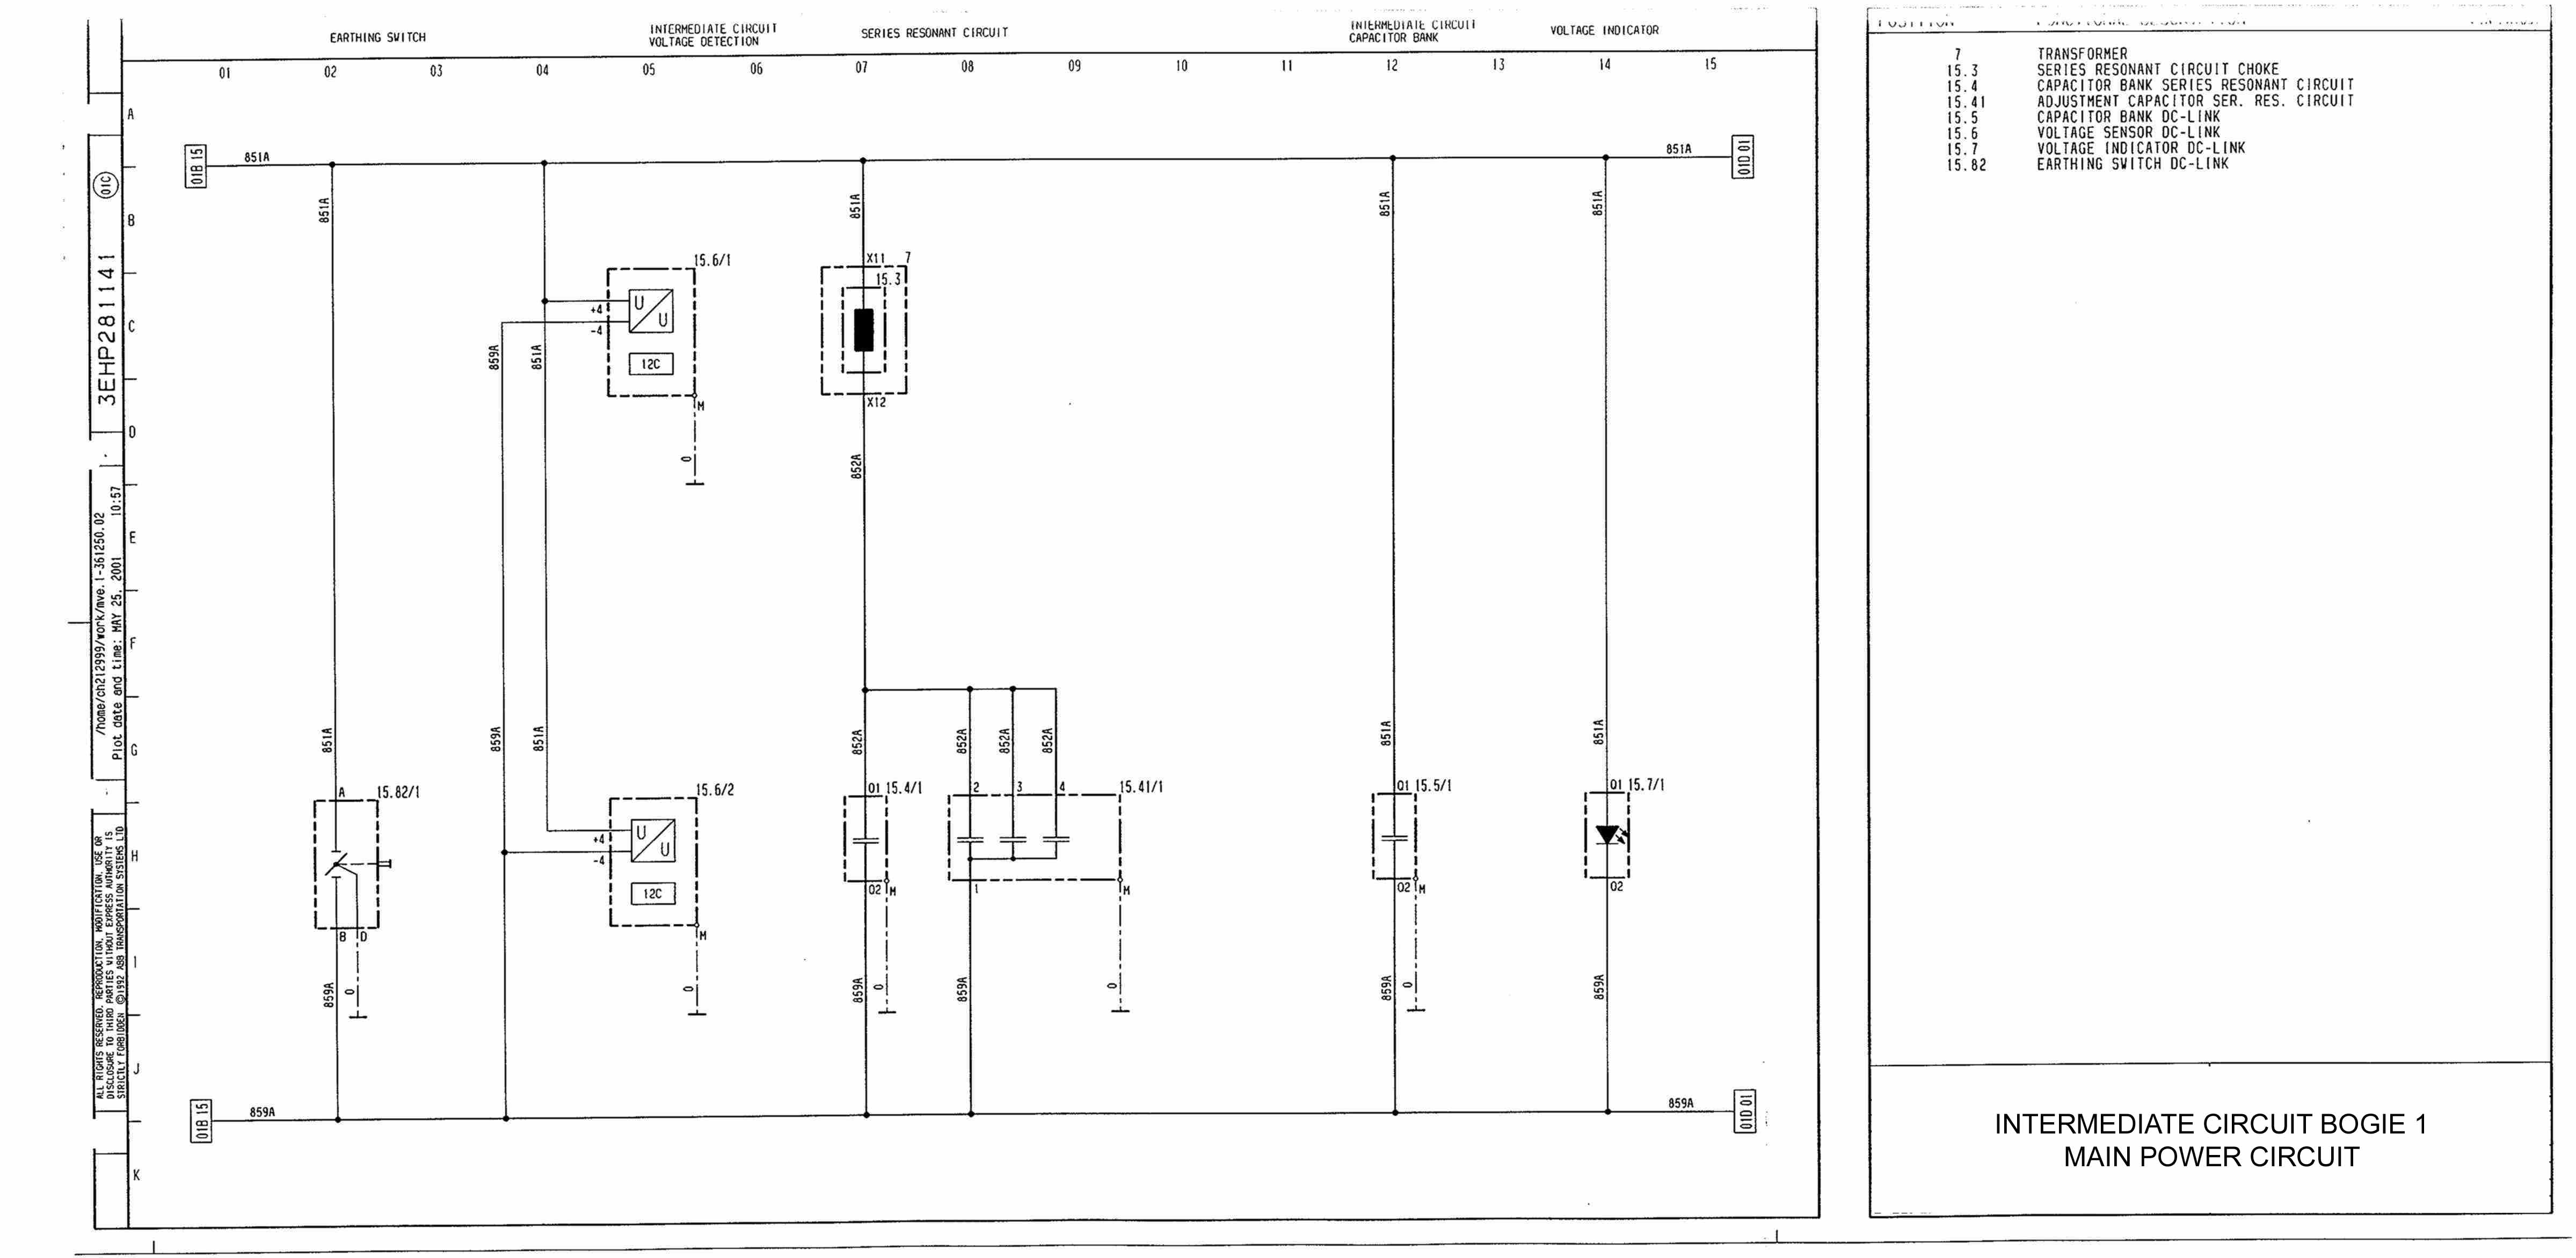 EARTHING SWITCH
INTERMEDIATE CIRCUIT
VOLTAGE DETECTION
SERIES RESONANT CIRCUIT
INTERMEDIATE CIRCUIT
CAPACITOR BANK
VOLTAGE INDICATOR
01 02 03 04 05 06 07 08 09 10 11 12 13 14 15
A
B
C
D
E
F
G
H
I
J
K
01C
3EHP281141
/home/ch212999/work/mve.1-361250.02
Plot date and time: MAY 25, 2001 10:57
ALL RIGHTS RESERVED. REPRODUCTION, MODIFICATION, USE OR
DISCLOSURE TO THIRD PARTIES WITHOUT EXPRESS AUTHORITY IS
STRICTLY FORBIDDEN ©1992 ABB TRANSPORTATION SYSTEMS LTD
01B 15
851A
851A
01D 01
851A
851A
851A
851A
15.6/1
X11 7
15.3
U
U
+4
-4
12C
M
0
X12
859A
851A
852A
851A
859A
851A
852A
852A
852A
852A
851A
851A
A 15.82/1
15.6/2
01 15.4/1
2 3 4 15.41/1
01 15.5/1
01 15.7/1
U
U
+4
-4
12C
M
0
B D
02 M
1
M
02 M
02
859A
0
859A
0
859A
0
859A
0
859A
01B 15
859A
859A
01D 01
7 TRANSFORMER
15.3 SERIES RESONANT CIRCUIT CHOKE
15.4 CAPACITOR BANK SERIES RESONANT CIRCUIT
15.41 ADJUSTMENT CAPACITOR SER. RES. CIRCUIT
15.5 CAPACITOR BANK DC-LINK
15.6 VOLTAGE SENSOR DC-LINK
15.7 VOLTAGE INDICATOR DC-LINK
15.82 EARTHING SWITCH DC-LINK
INTERMEDIATE CIRCUIT BOGIE 1
MAIN POWER CIRCUIT